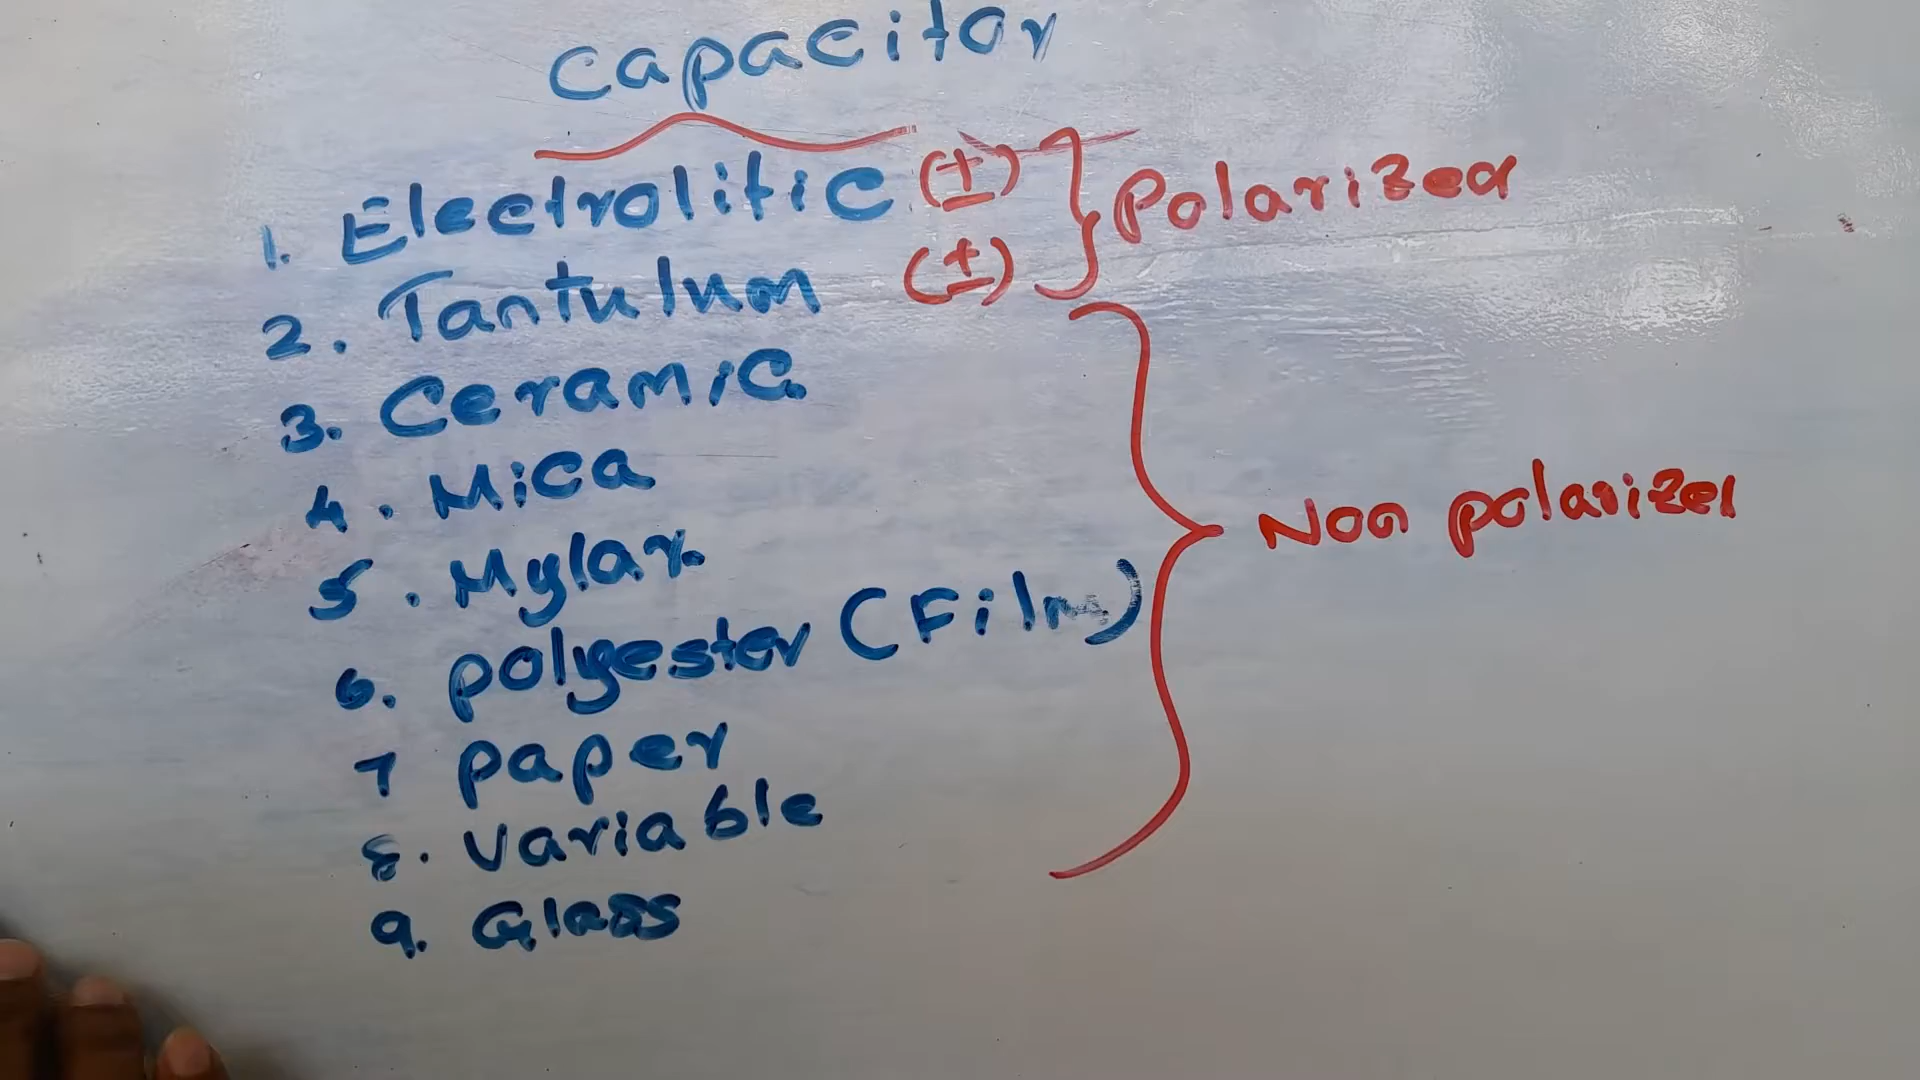 Capacitor
1. Electrolitic (±) Polarized
2. Tantulum (±)
3. Ceramic
4. Mica
5. Mylar
6. polyester (Film)
7 paper
8. Variable
9. Glass
Non polarized